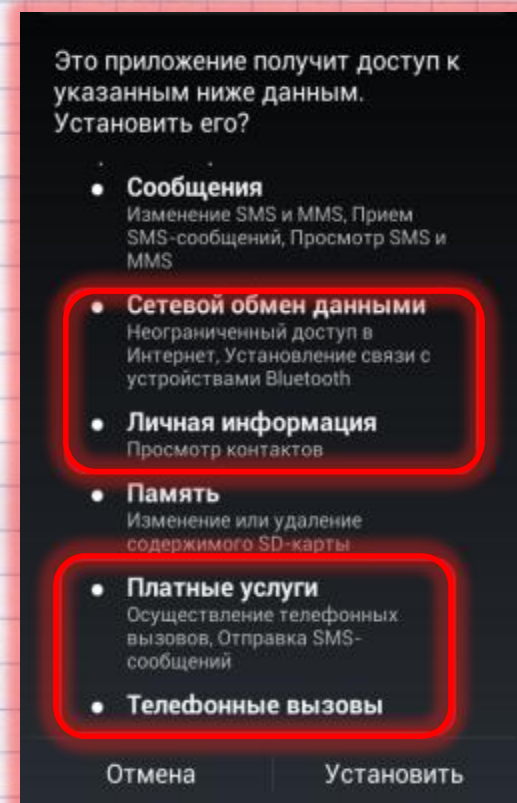 Это приложение получит доступ к
указанным ниже данным.
Установить его?
• Сообщения
Изменение SMS и MMS, Прием
SMS-сообщений, Просмотр SMS и
MMS
• Сетевой обмен данными
Неограниченный доступ в
Интернет, Установление связи с
устройствами Bluetooth
• Личная информация
Просмотр контактов
• Память
Изменение или удаление
содержимого SD-карты
• Платные услуги
Осуществление телефонных
вызовов, Отправка SMS-
сообщений
• Телефонные вызовы
Отмена Установить